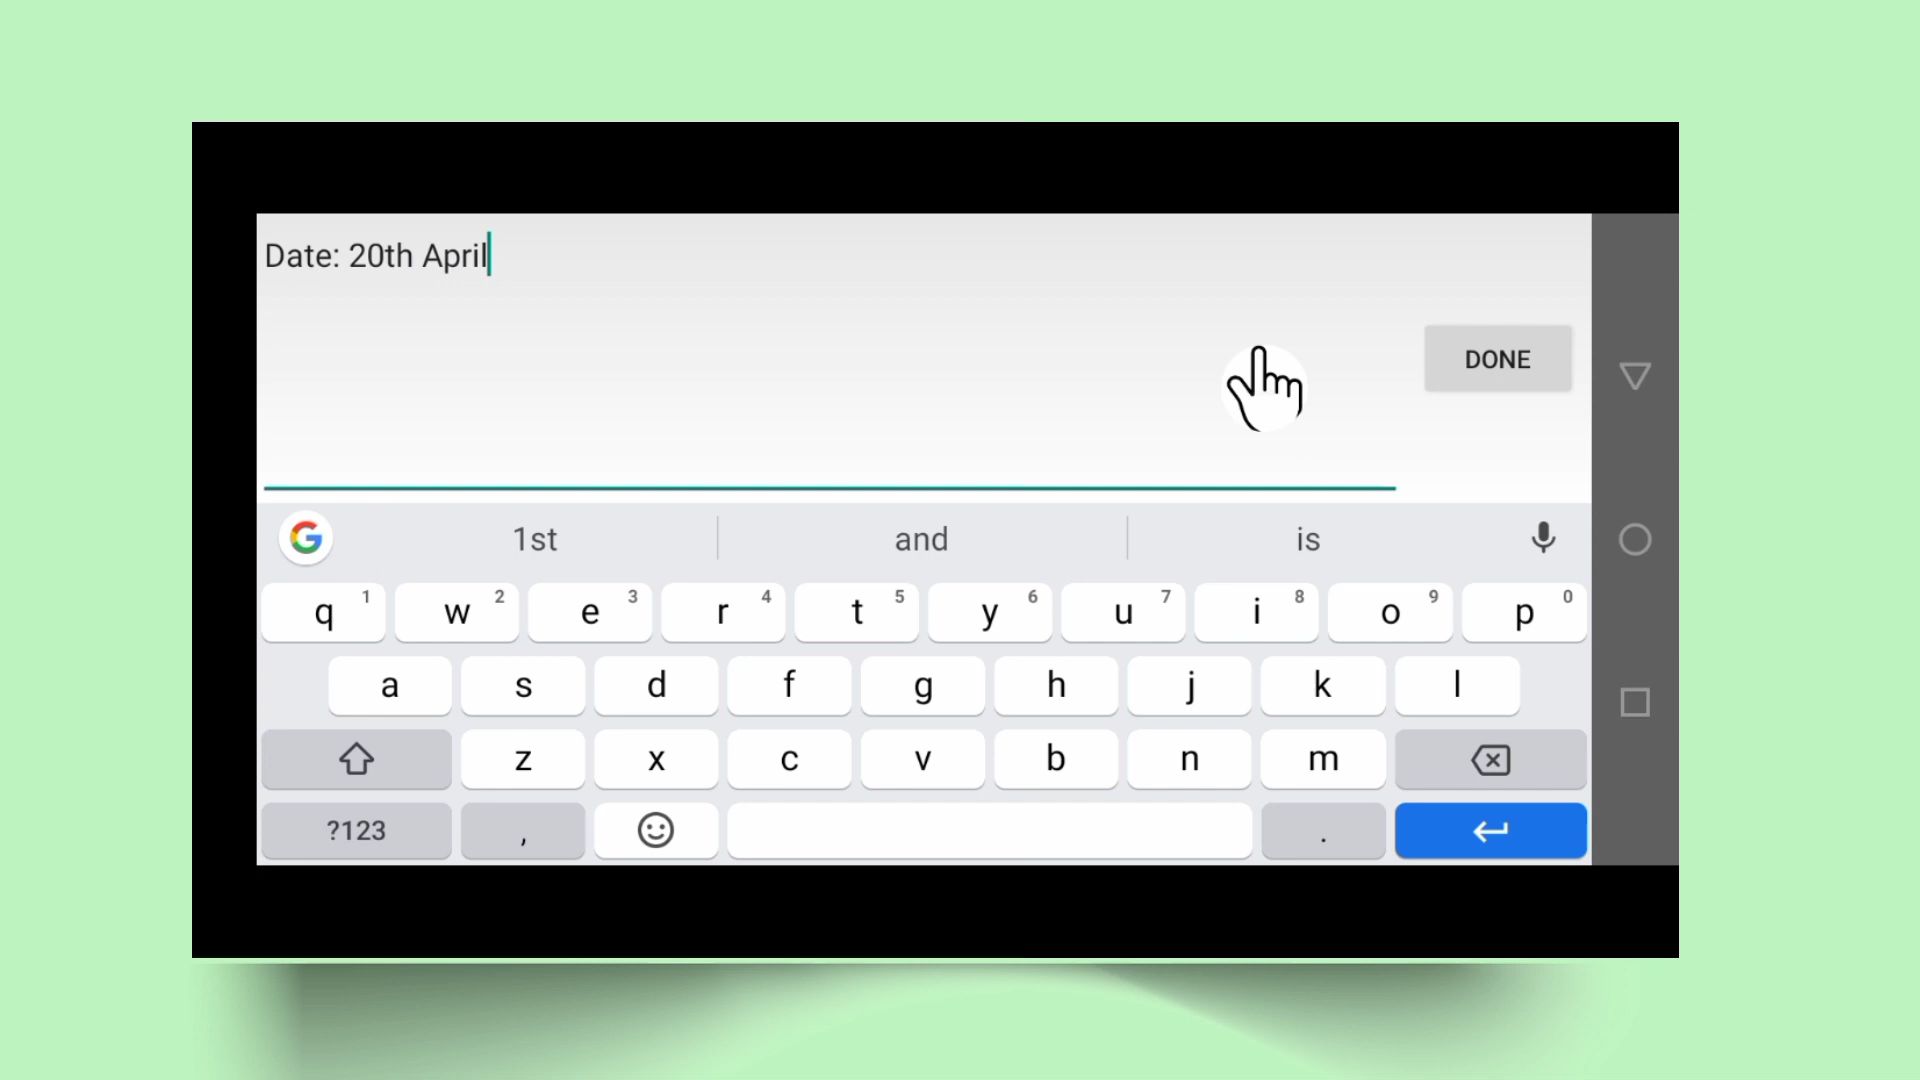 Date: 20th April
DONE
1st and is
q 1 w 2 e 3 r 4 t 5 y 6 u 7 i 8 o 9 p 0
a s d f g h j k l
z x c v b n m
?123 , .